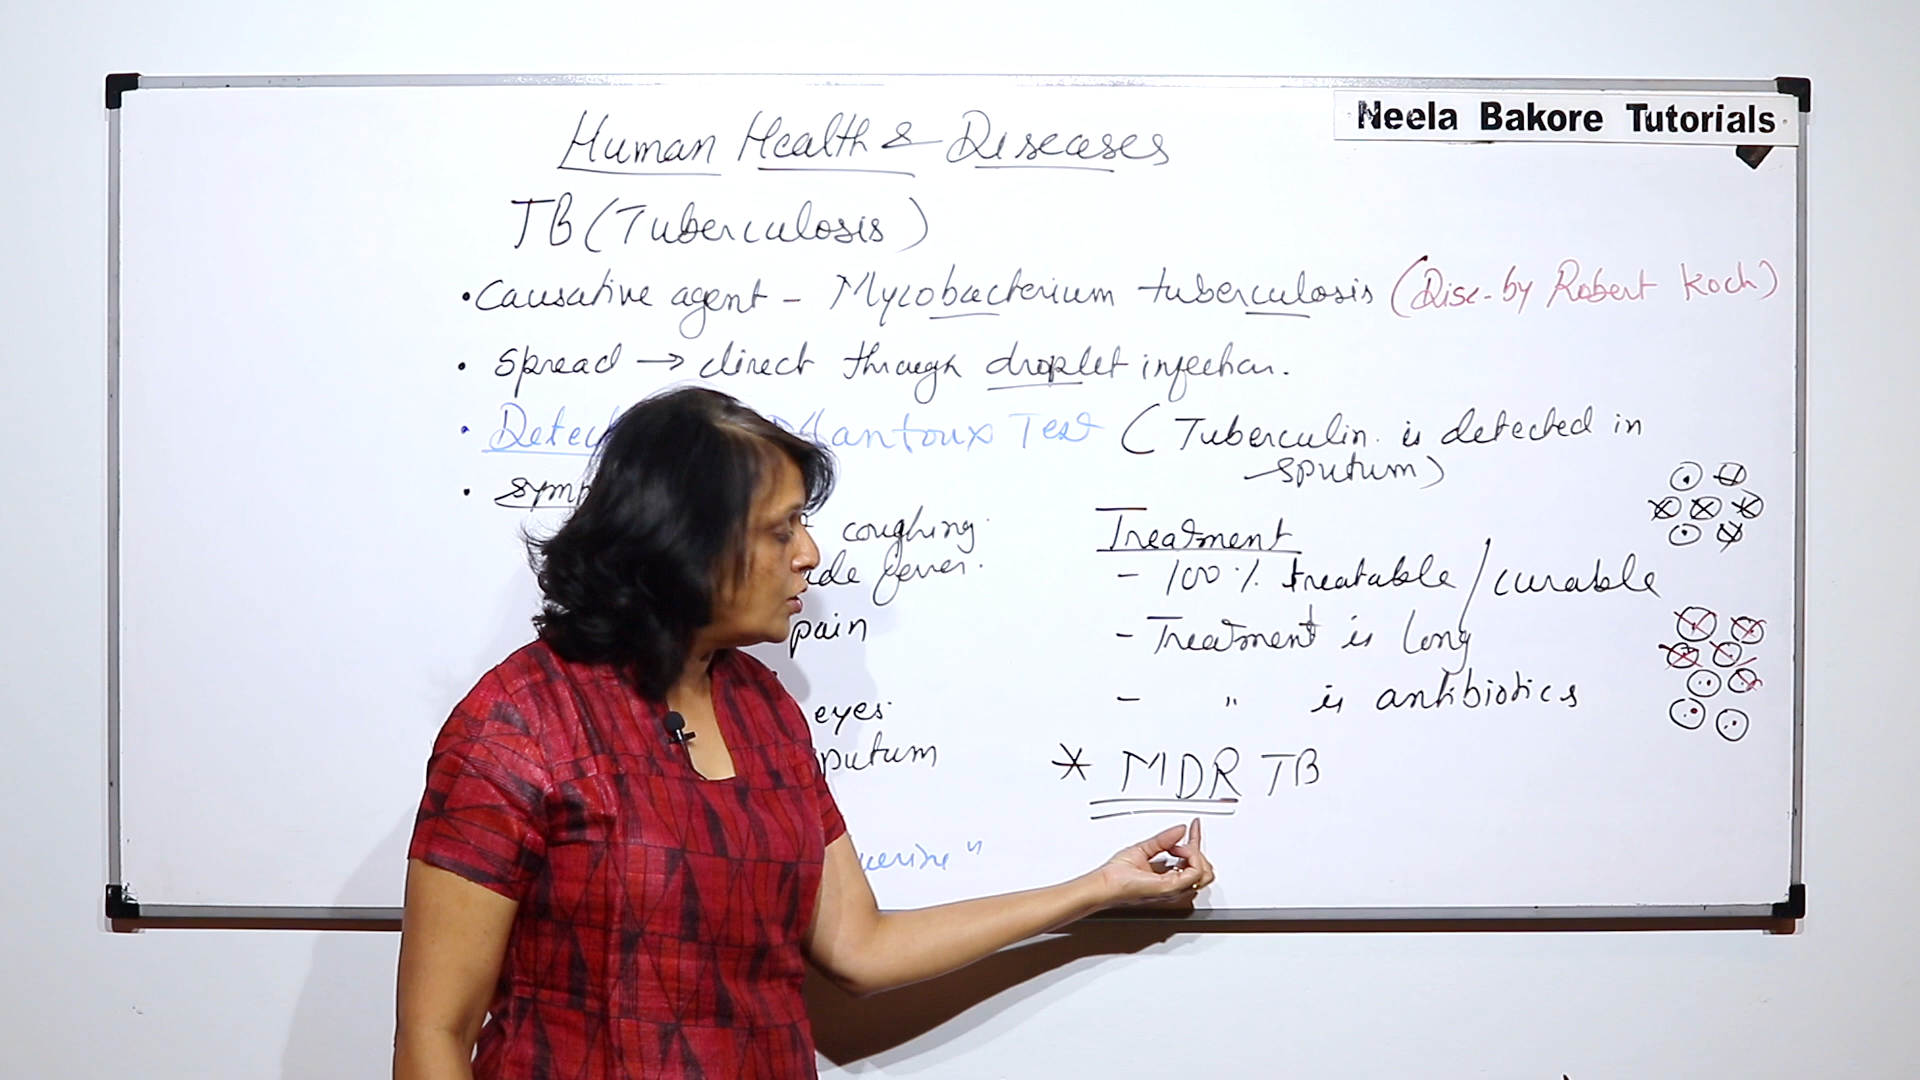 Neela Bakore Tutorials
Human Health & Diseases
TB (Tuberculosis)
• Causative agent - Mycobacterium tuberculosis (Disc. by Robert Koch)
• Spread → direct through droplet infection.
• Detec Mantoux Test ( Tuberculin is detected in
sputum)
• symp
coughing
fever.
pain
eyes
Treatment
- 100% treatable / curable
- Treatment is long
- " is antibiotics
* MDR TB